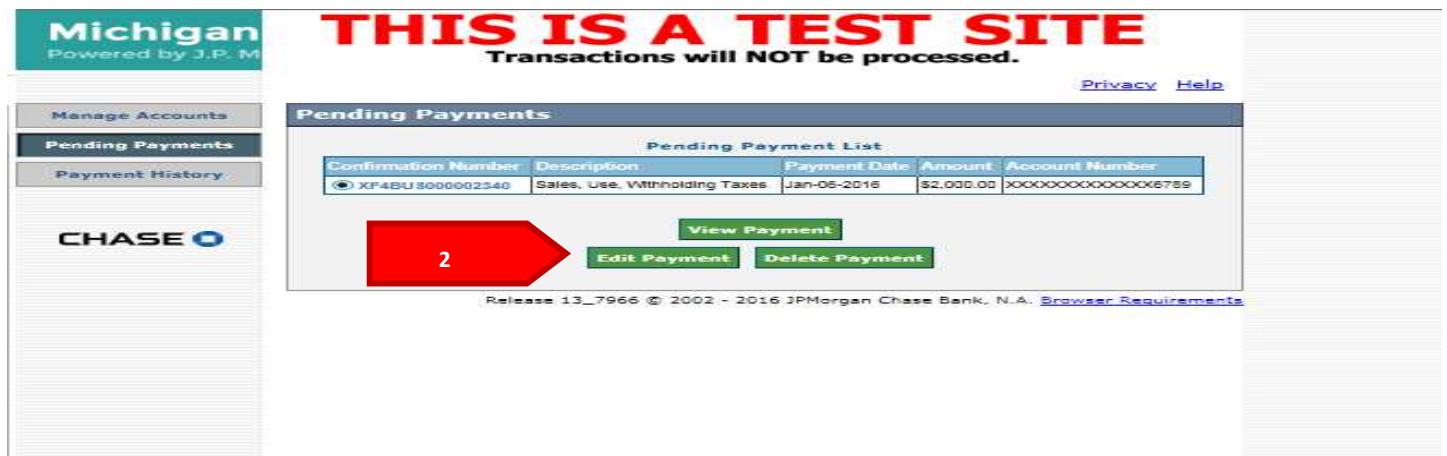 Michigan
Powered by J.P. M
THIS IS A TEST SITE
Transactions will NOT be processed.
Privacy Help
Manage Accounts
Pending Payments
Payment History
CHASE
Pending Payments
Pending Payment List
Confirmation Number Description Payment Date Amount Account Number
Sales, Use, Withholding Taxes Jan-06-2016 $2,000.00 XXXXXXXXXXXXX6789
View Payment
2
Edit Payment Delete Payment
Release 13_7966 © 2002 - 2016 JPMorgan Chase Bank, N.A. Browser Requirements